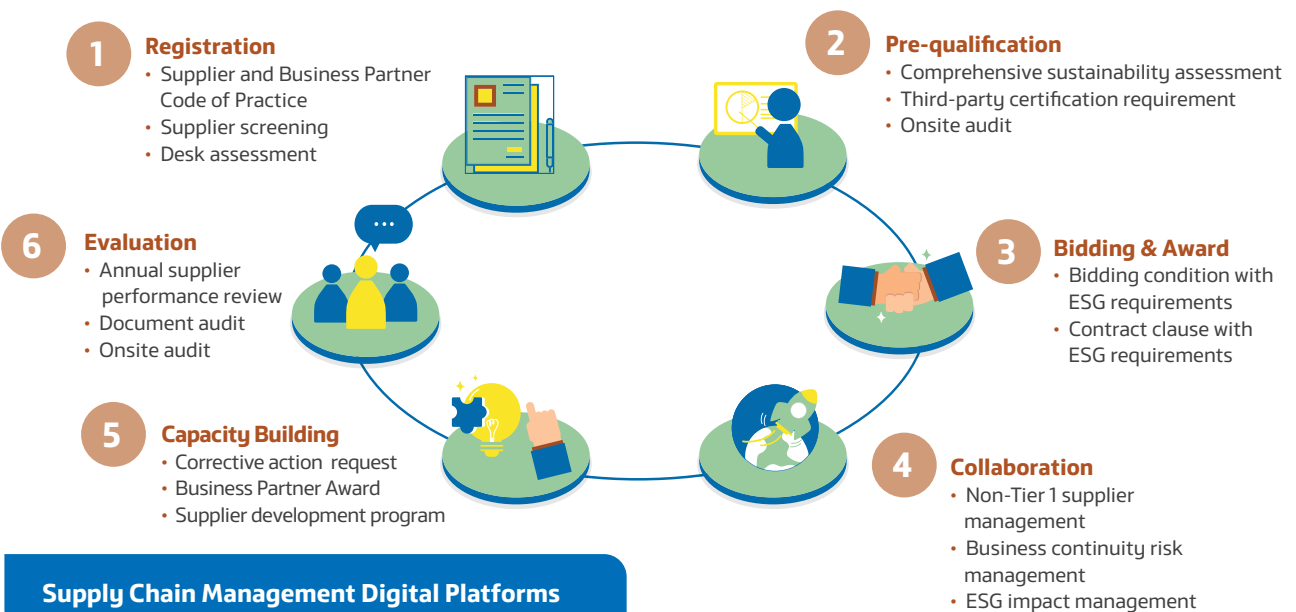 1
Registration
• Supplier and Business Partner
Code of Practice
• Supplier screening
• Desk assessment
2
Pre-qualification
• Comprehensive sustainability assessment
• Third-party certification requirement
• Onsite audit
3
Bidding & Award
• Bidding condition with
ESG requirements
• Contract clause with
ESG requirements
4
Collaboration
• Non-Tier 1 supplier
management
• Business continuity risk
management
• ESG impact management
5
Capacity Building
• Corrective action request
• Business Partner Award
• Supplier development program
6
Evaluation
• Annual supplier
performance review
• Document audit
• Onsite audit
Supply Chain Management Digital Platforms